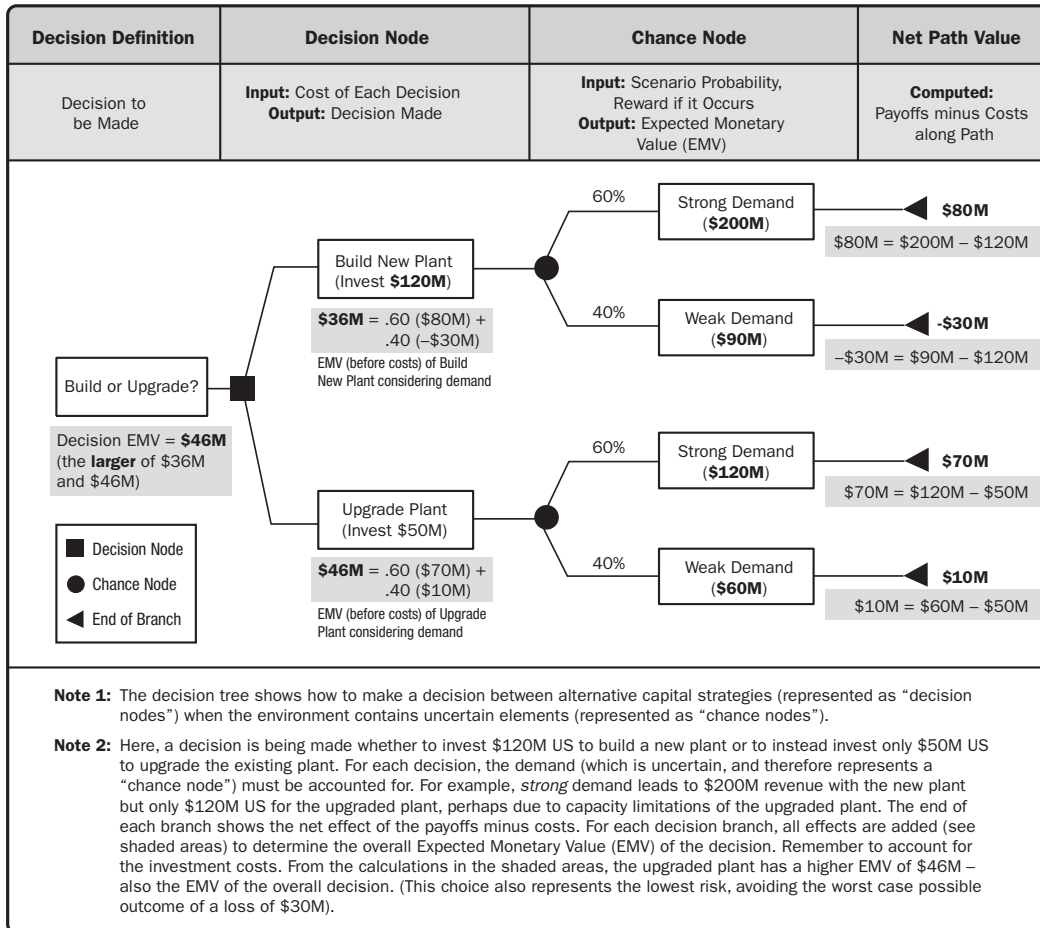 Decision Definition
Decision Node
Chance Node
Net Path Value
Decision to
be Made
Input: Cost of Each Decision
Output: Decision Made
Input: Scenario Probability,
Reward if it Occurs
Output: Expected Monetary
Value (EMV)
Computed:
Payoffs minus Costs
along Path
Build or Upgrade?
Decision EMV = $46M
(the larger of $36M
and $46M)
Build New Plant
(Invest $120M)
$36M = .60 ($80M) +
.40 (–$30M)
EMV (before costs) of Build
New Plant considering demand
60%
Strong Demand
($200M)
$80M
$80M = $200M – $120M
40%
Weak Demand
($90M)
-$30M
–$30M = $90M – $120M
Upgrade Plant
(Invest $50M)
$46M = .60 ($70M) +
.40 ($10M)
EMV (before costs) of Upgrade
Plant considering demand
60%
Strong Demand
($120M)
$70M
$70M = $120M – $50M
40%
Weak Demand
($60M)
$10M
$10M = $60M – $50M
Decision Node
Chance Node
End of Branch
Note 1: The decision tree shows how to make a decision between alternative capital strategies (represented as “decision
nodes”) when the environment contains uncertain elements (represented as “chance nodes”).
Note 2: Here, a decision is being made whether to invest $120M US to build a new plant or to instead invest only $50M US
to upgrade the existing plant. For each decision, the demand (which is uncertain, and therefore represents a
“chance node”) must be accounted for. For example, strong demand leads to $200M revenue with the new plant
but only $120M US for the upgraded plant, perhaps due to capacity limitations of the upgraded plant. The end of
each branch shows the net effect of the payoffs minus costs. For each decision branch, all effects are added (see
shaded areas) to determine the overall Expected Monetary Value (EMV) of the decision. Remember to account for
the investment costs. From the calculations in the shaded areas, the upgraded plant has a higher EMV of $46M –
also the EMV of the overall decision. (This choice also represents the lowest risk, avoiding the worst case possible
outcome of a loss of $30M).